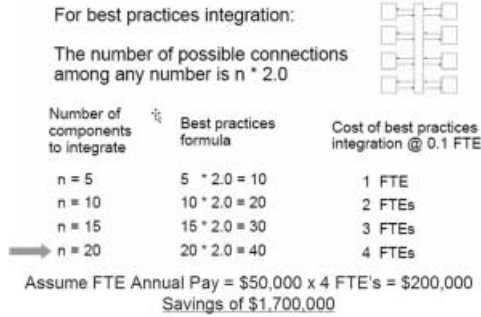 For best practices integration:
The number of possible connections
among any number is n * 2.0
Number of
components
to integrate
Best practices
formula
Cost of best practices
integration @ 0.1 FTE
n = 5 5 * 2.0 = 10 1 FTE
n = 10 10 * 2.0 = 20 2 FTEs
n = 15 15 * 2.0 = 30 3 FTEs
n = 20 20 * 2.0 = 40 4 FTEs
Assume FTE Annual Pay = $50,000 x 4 FTE's = $200,000
Savings of $1,700,000